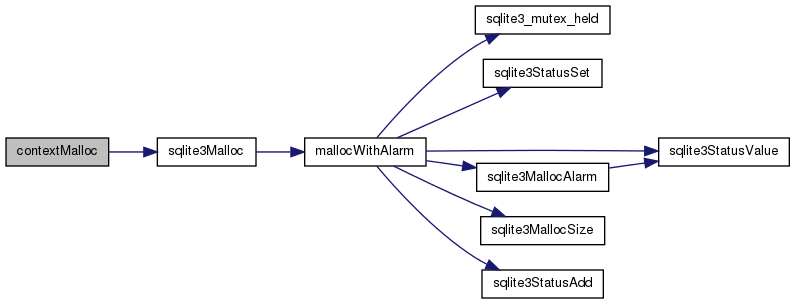 contextMalloc
sqlite3Malloc
mallocWithAlarm
sqlite3_mutex_held
sqlite3StatusSet
sqlite3StatusValue
sqlite3MallocAlarm
sqlite3MallocSize
sqlite3StatusAdd